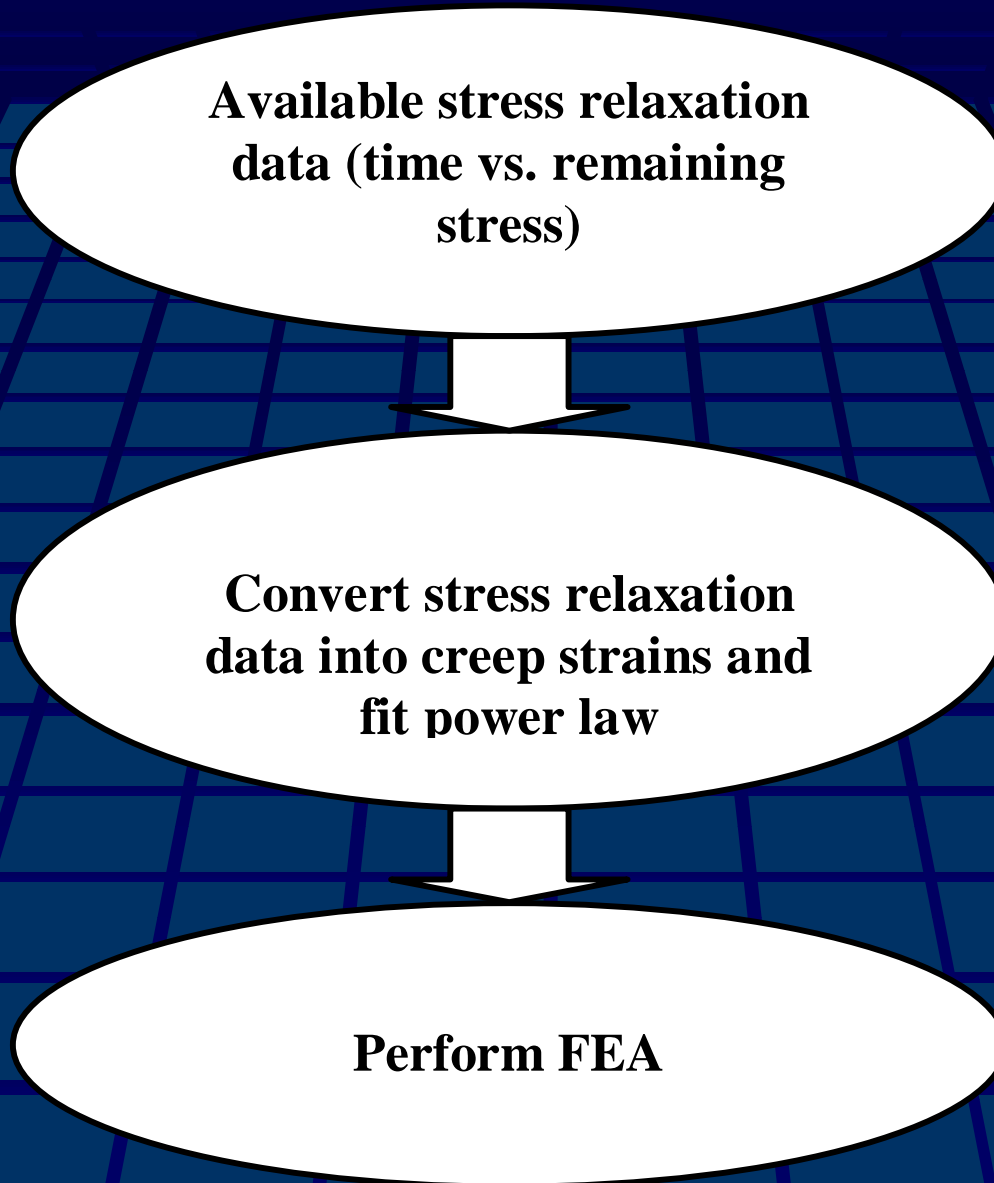 Available stress relaxation
data (time vs. remaining
stress)
Convert stress relaxation
data into creep strains and
fit power law
Perform FEA